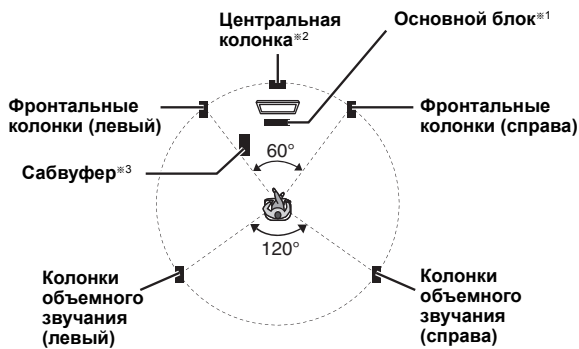 Центральная
колонка※2
Основной блок※1
Фронтальные
колонки (левый)
Фронтальные
колонки (справа)
Сабвуфер※3
60°
120°
Колонки
объемного
звучания
(левый)
Колонки
объемного
звучания
(справа)